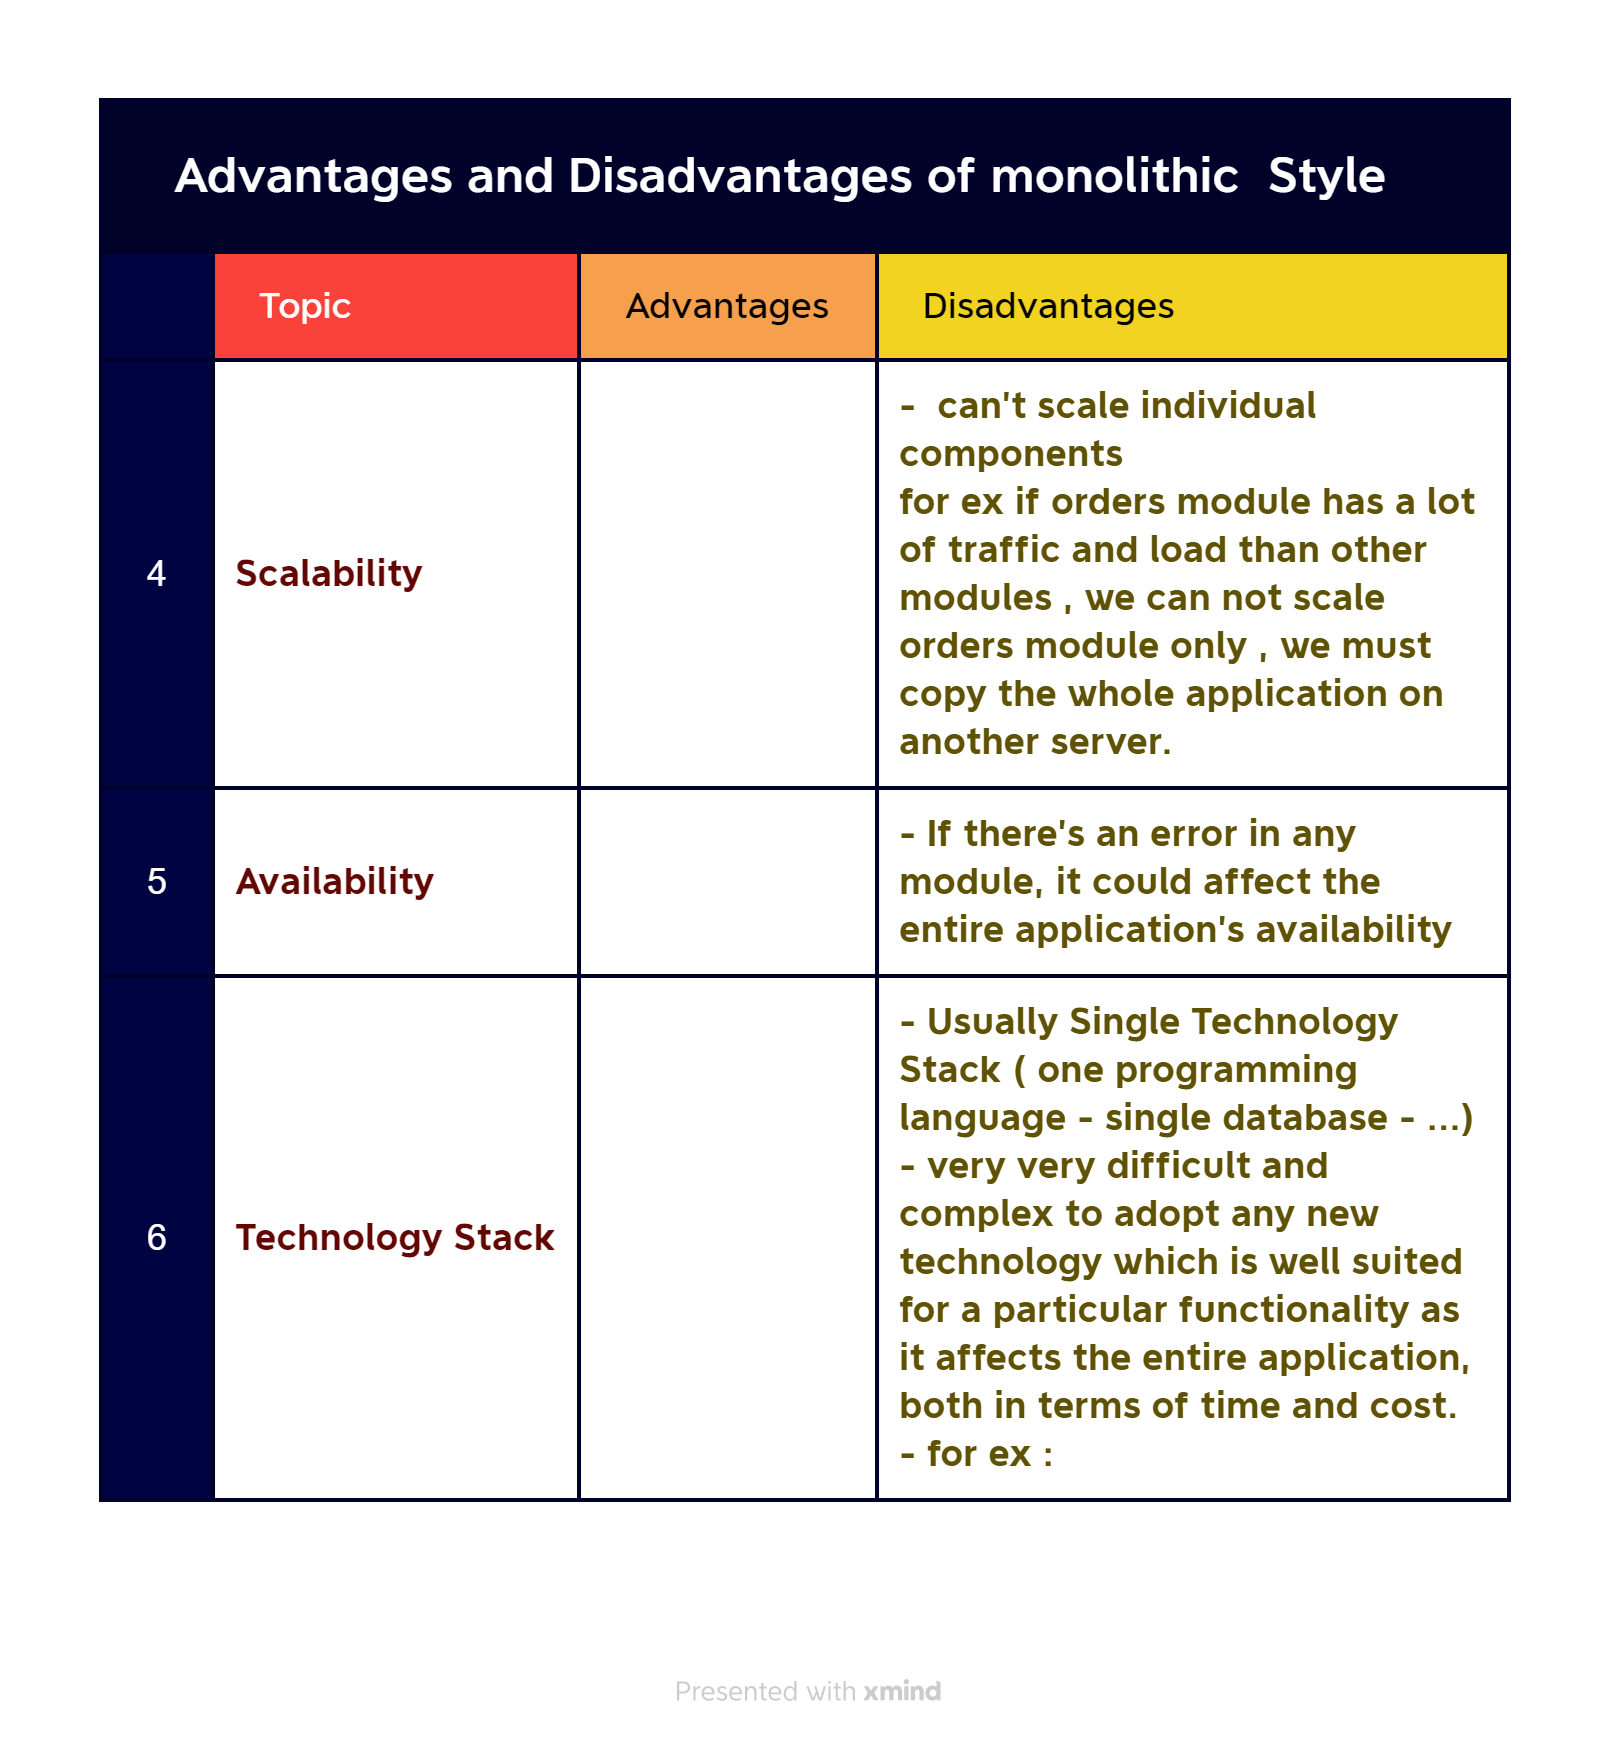 Advantages and Disadvantages of monolithic  Style
Topic
Advantages
Disadvantages
4
Scalability
-  can't scale individual
components
for ex if orders module has a lot
of traffic and load than other
modules , we can not scale
orders module only , we must
copy the whole application on
another server.
5
Availability
- If there's an error in any
module, it could affect the
entire application's availability
6
Technology Stack
- Usually Single Technology
Stack ( one programming
language - single database - ...)
- very very difficult and
complex to adopt any new
technology which is well suited
for a particular functionality as
it affects the entire application,
both in terms of time and cost.
- for ex :
Presented with xmind